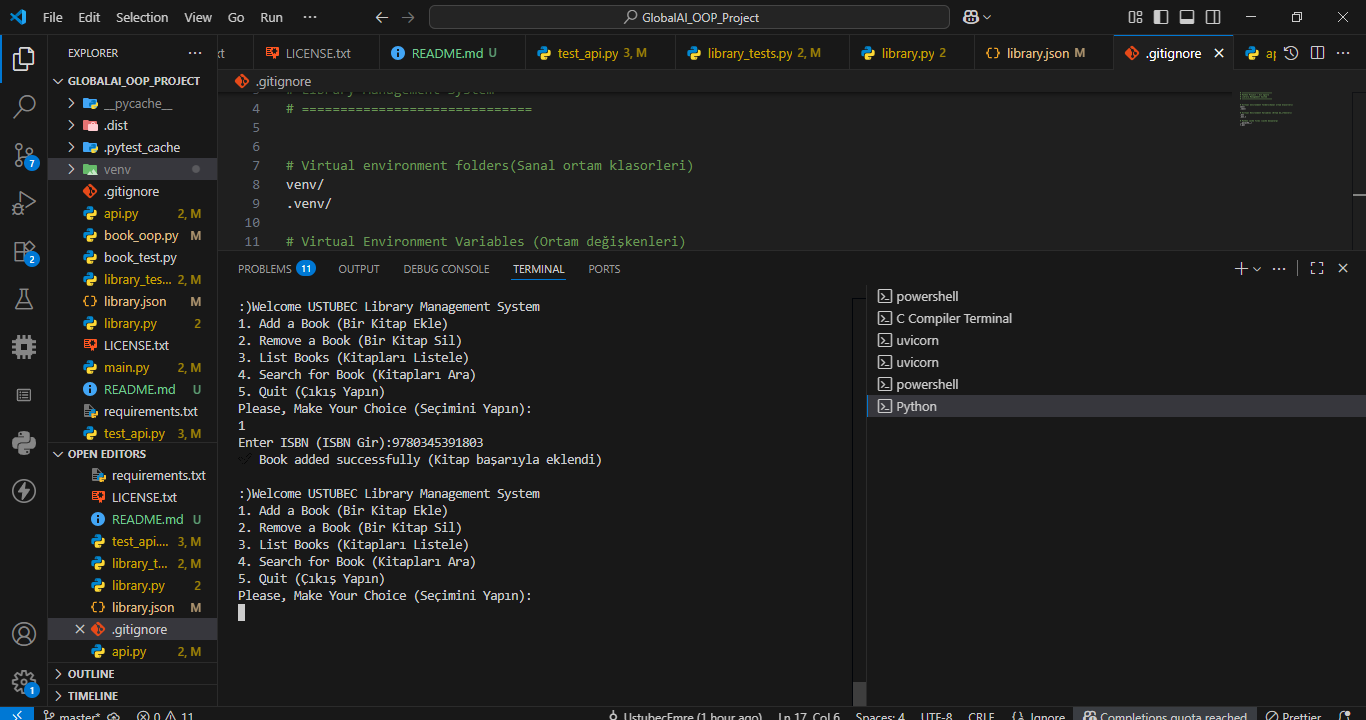 File Edit Selection View Go Run ··· GlobalAI_OOP_Project
EXPLORER ···
LICENSE.txt README.md U test_api.py 3, M library_tests.py 2, M library.py 2 library.json M .gitignore
GLOBALAI_OOP_PROJECT
__pycache__
.dist
.pytest_cache
venv
.gitignore
api.py 2, M
book_oop.py M
book_test.py
library_tes... 2, M
library.json M
library.py 2
LICENSE.txt
main.py 2, M
README.md U
requirements.txt
test_api.py 3, M
OPEN EDITORS
requirements.txt
LICENSE.txt
README.md U
test_api.... 3, M
library_t... 2, M
library.py 2
library.json M
.gitignore
api.py 2, M
OUTLINE
TIMELINE
7
2
1
.gitignore
3 # Library Management System
4 # ==============================
5
6
7 # Virtual environment folders(Sanal ortam klasorleri)
8 venv/
9 .venv/
10
11 # Virtual Environment Variables (Ortam değişkenleri)
PROBLEMS 11 OUTPUT DEBUG CONSOLE TERMINAL PORTS
:)Welcome USTUBEC Library Management System
1. Add a Book (Bir Kitap Ekle)
2. Remove a Book (Bir Kitap Sil)
3. List Books (Kitapları Listele)
4. Search for Book (Kitapları Ara)
5. Quit (Çıkış Yapın)
Please, Make Your Choice (Seçimini Yapın):
1
Enter ISBN (ISBN Gir):9780345391803
Book added successfully (Kitap başarıyla eklendi)
:)Welcome USTUBEC Library Management System
1. Add a Book (Bir Kitap Ekle)
2. Remove a Book (Bir Kitap Sil)
3. List Books (Kitapları Listele)
4. Search for Book (Kitapları Ara)
5. Quit (Çıkış Yapın)
Please, Make Your Choice (Seçimini Yapın):
powershell
C Compiler Terminal
uvicorn
uvicorn
powershell
Python
master* 0 11 UstubecEmre (1 hour ago) Ln 17, Col 6 Spaces: 4 UTF-8 CRLF Ignore Completions quota reached Prettier